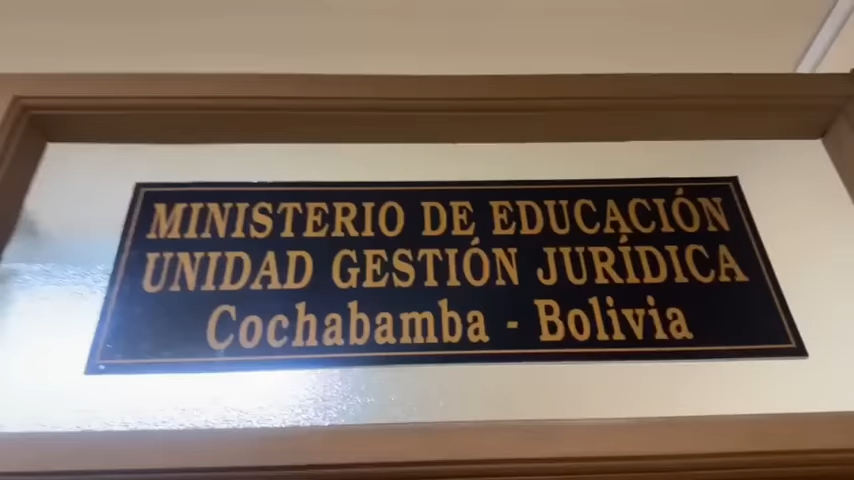 MINISTERIO DE EDUCACIÓN
UNIDAD GESTIÓN JURÍDICA
Cochabamba - Bolivia